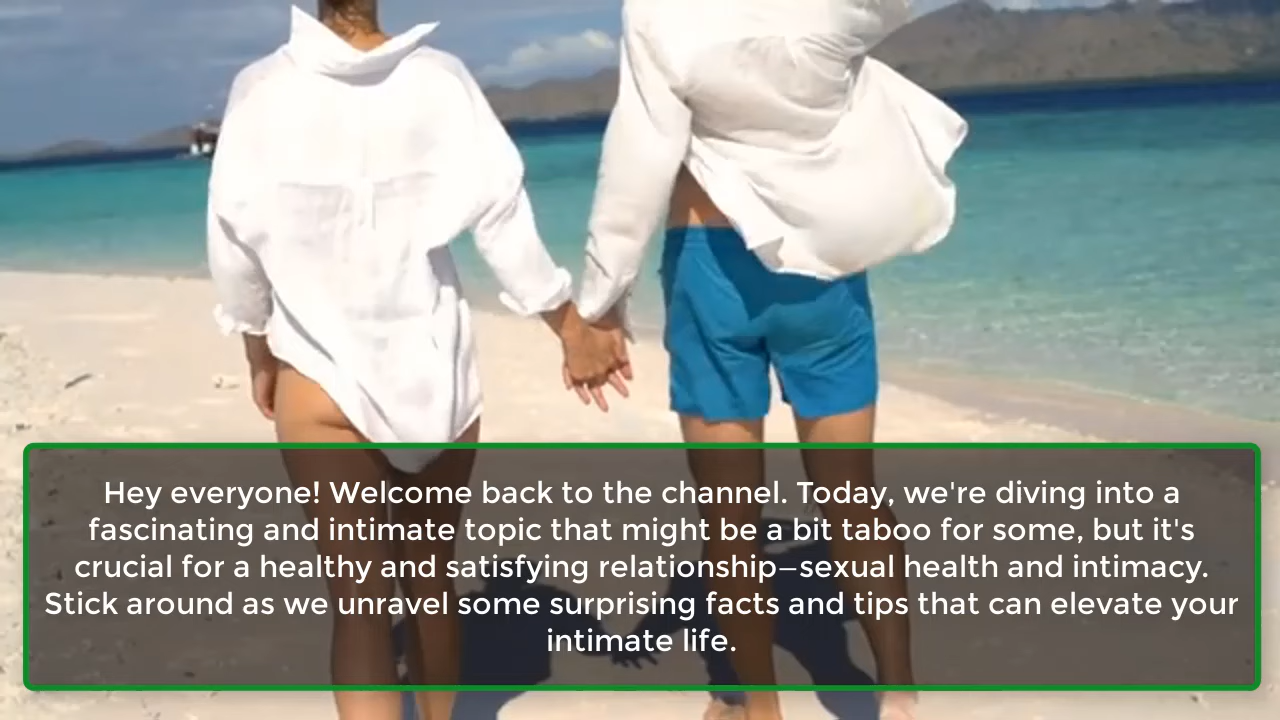 Hey everyone! Welcome back to the channel. Today, we're diving into a
fascinating and intimate topic that might be a bit taboo for some, but it's
crucial for a healthy and satisfying relationship—sexual health and intimacy.
Stick around as we unravel some surprising facts and tips that can elevate your
intimate life.